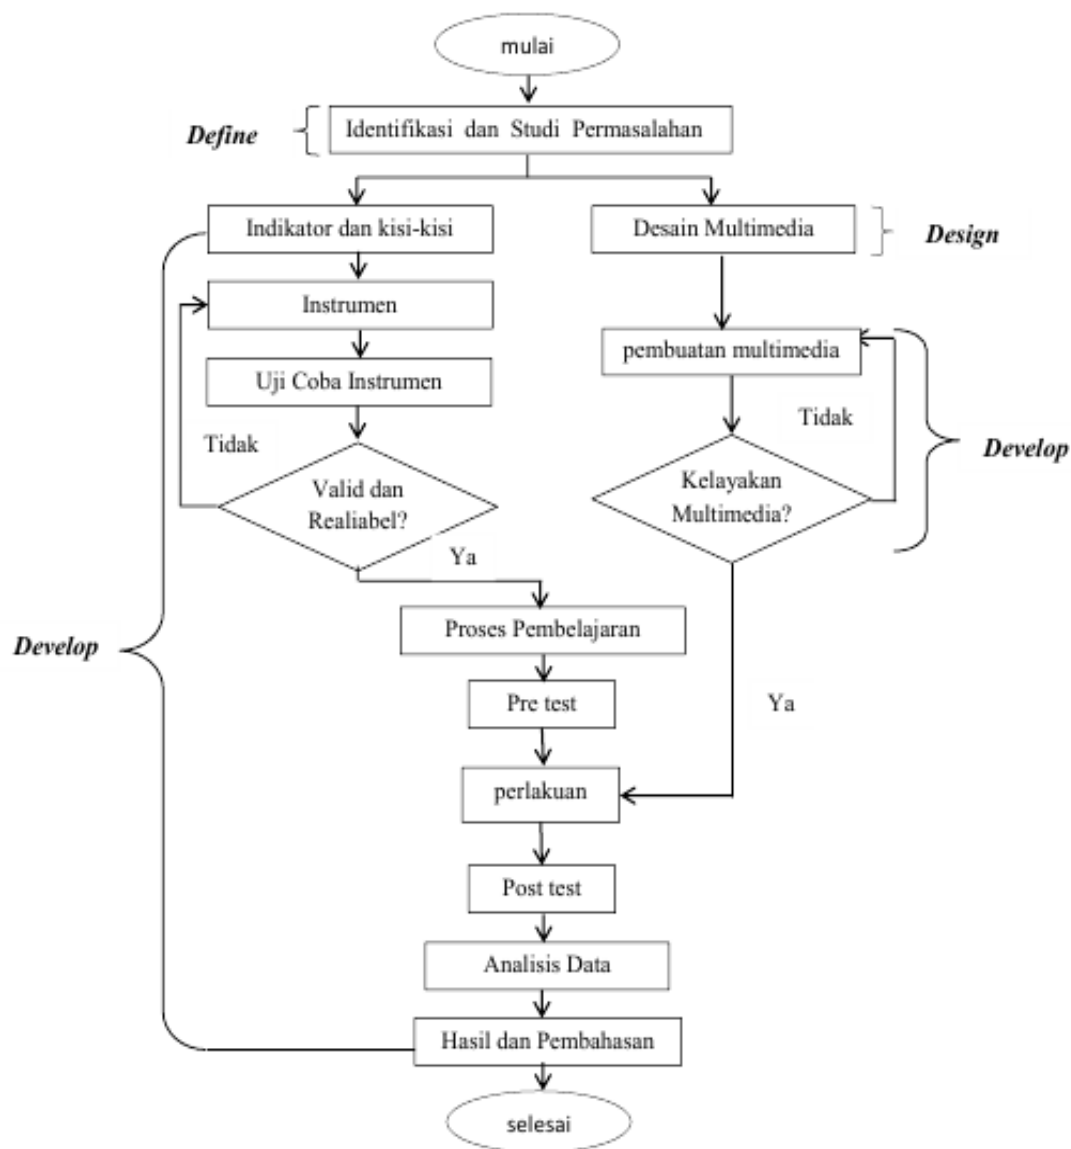 mulai
Define
Identifikasi dan Studi Permasalahan
Indikator dan kisi-kisi
Desain Multimedia
Design
Instrumen
pembuatan multimedia
Uji Coba Instrumen
Tidak
Tidak
Develop
Valid dan
Realiabel?
Kelayakan
Multimedia?
Ya
Proses Pembelajaran
Develop
Pre test
Ya
perlakuan
Post test
Analisis Data
Hasil dan Pembahasan
selesai